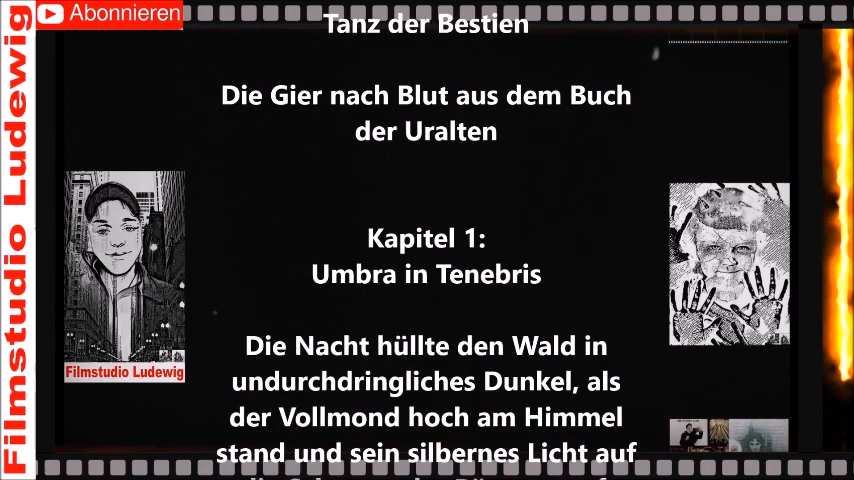 Abonnieren
Filmstudio Ludewig
Tanz der Bestien
Die Gier nach Blut aus dem Buch
der Uralten
Kapitel 1:
Umbra in Tenebris
Die Nacht hüllte den Wald in
undurchdringliches Dunkel, als
der Vollmond hoch am Himmel
stand und sein silbernes Licht auf
Filmstudio Ludewig